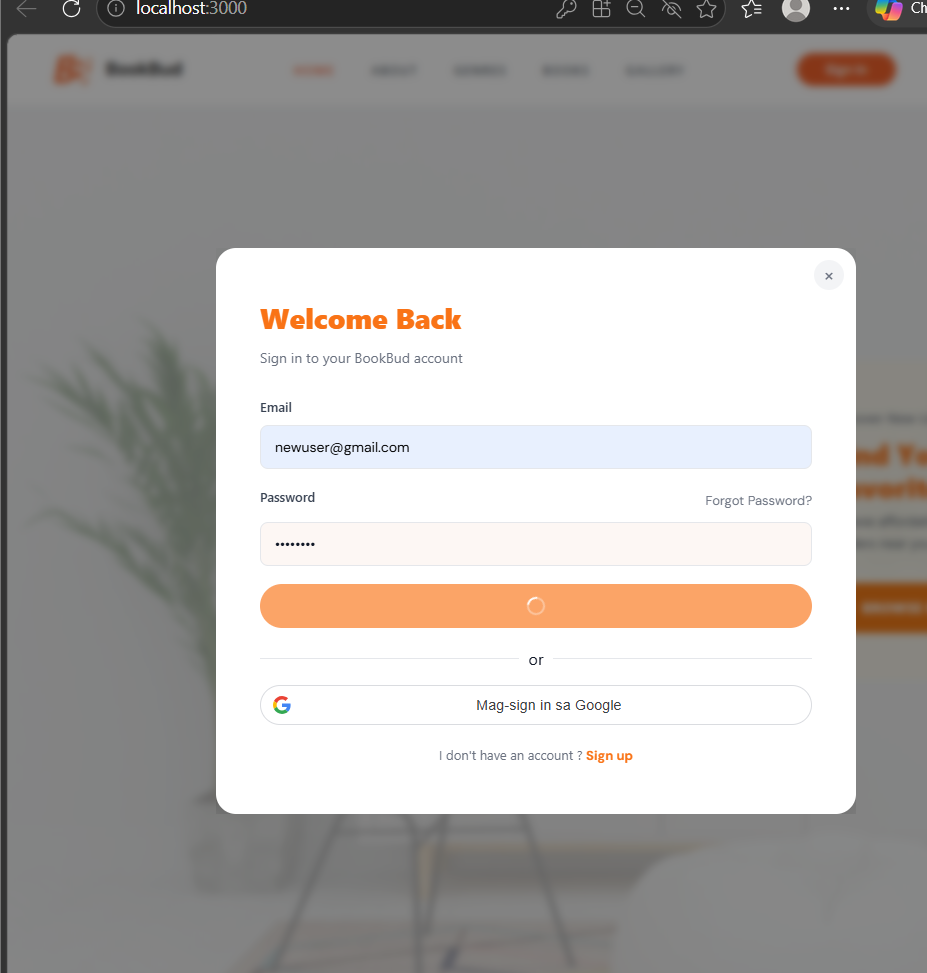 localhost:3000
Ch
BookBud
HOME ABOUT GENRES BOOKS GALLERY
Sign In
×
Welcome Back
Sign in to your BookBud account
Email
newuser@gmail.com
Password
Forgot Password?
••••••••
or
Mag-sign in sa Google
I don't have an account ? Sign up